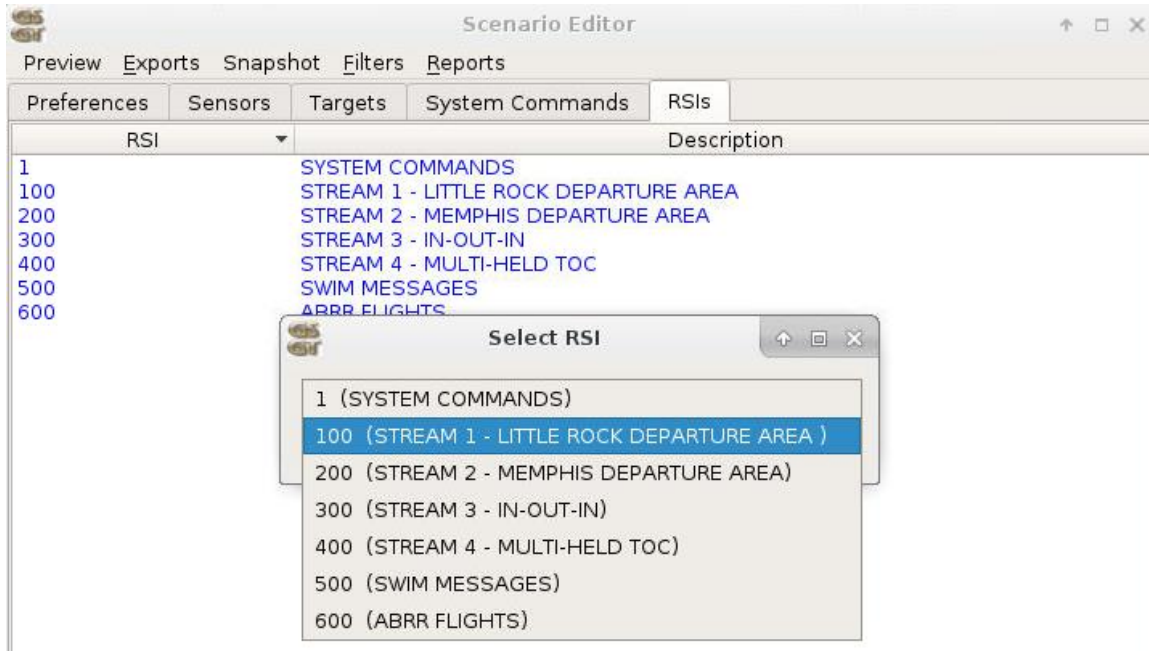 Scenario Editor
Preview Exports Snapshot Filters Reports
Preferences Sensors Targets System Commands RSIs
RSI Description
1 SYSTEM COMMANDS
100 STREAM 1 - LITTLE ROCK DEPARTURE AREA
200 STREAM 2 - MEMPHIS DEPARTURE AREA
300 STREAM 3 - IN-OUT-IN
400 STREAM 4 - MULTI-HELD TOC
500 SWIM MESSAGES
600 ABRR FLIGHTS
Select RSI
1 (SYSTEM COMMANDS)
100 (STREAM 1 - LITTLE ROCK DEPARTURE AREA )
200 (STREAM 2 - MEMPHIS DEPARTURE AREA)
300 (STREAM 3 - IN-OUT-IN)
400 (STREAM 4 - MULTI-HELD TOC)
500 (SWIM MESSAGES)
600 (ABRR FLIGHTS)